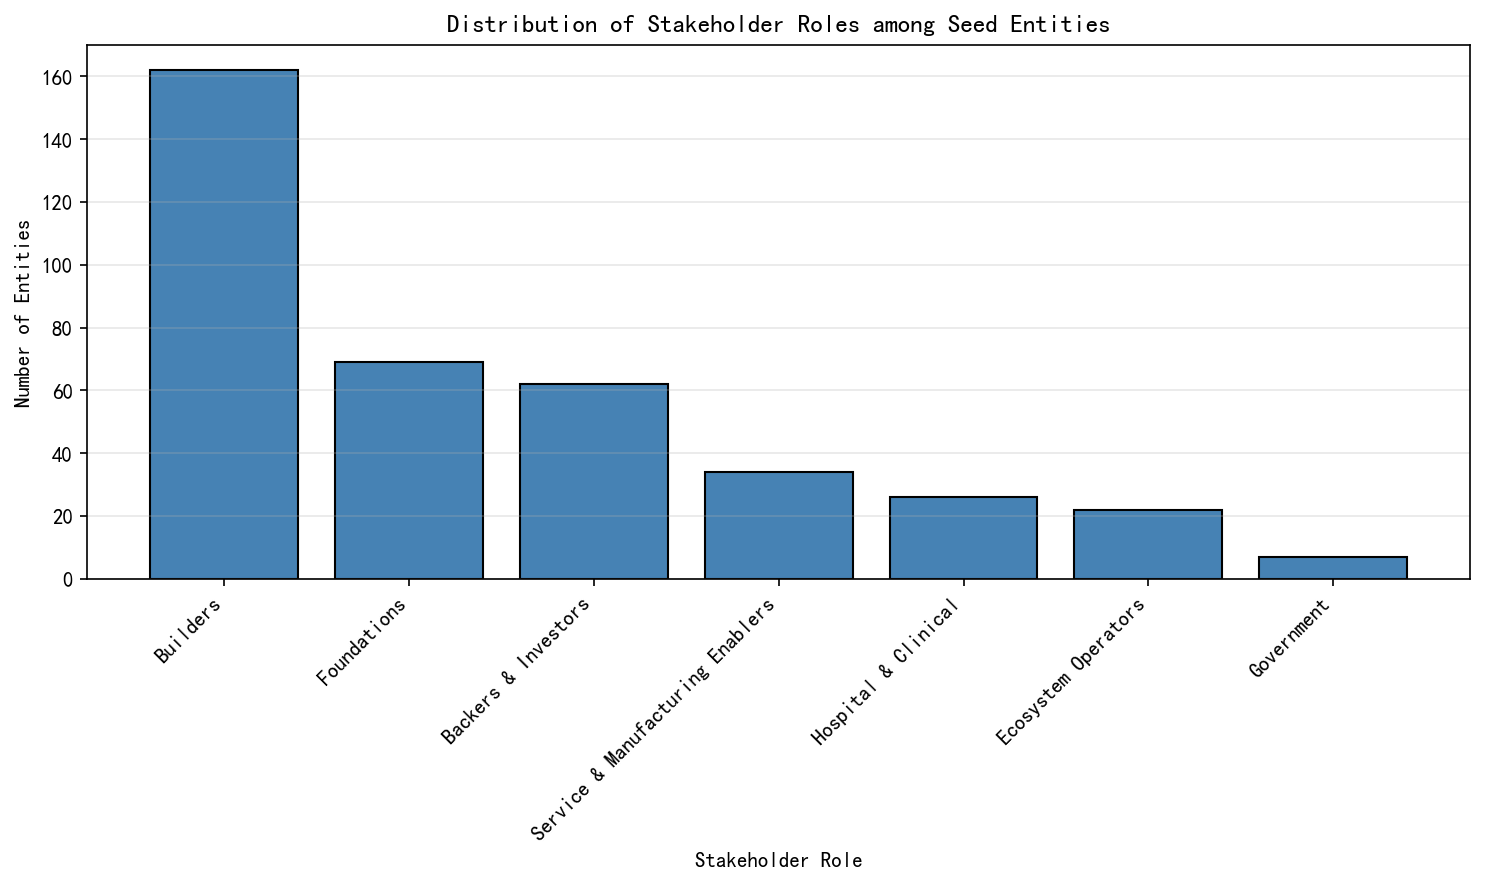 Distribution of Stakeholder Roles among Seed Entities
Number of Entities
160
140
120
100
80
60
40
20
0
Builders
Foundations
Backers & Investors
Service & Manufacturing Enablers
Hospital & Clinical
Ecosystem Operators
Government
Stakeholder Role